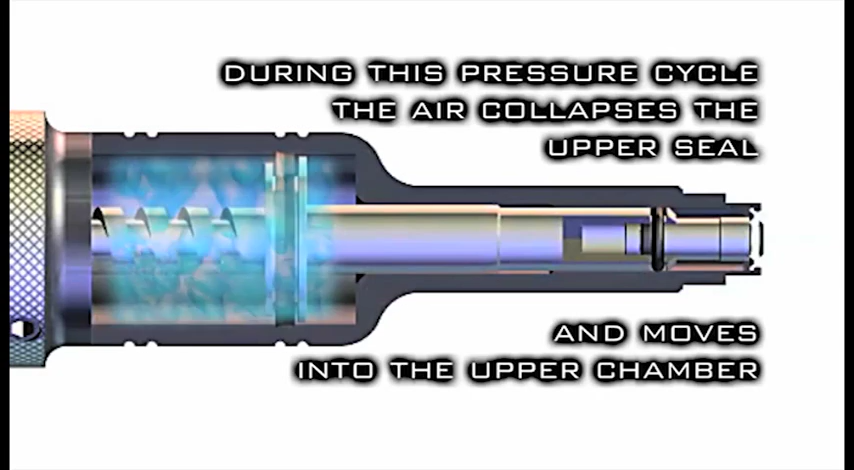 DURING THIS PRESSURE CYCLE
THE AIR COLLAPSES THE
UPPER SEAL
AND MOVES
INTO THE UPPER CHAMBER